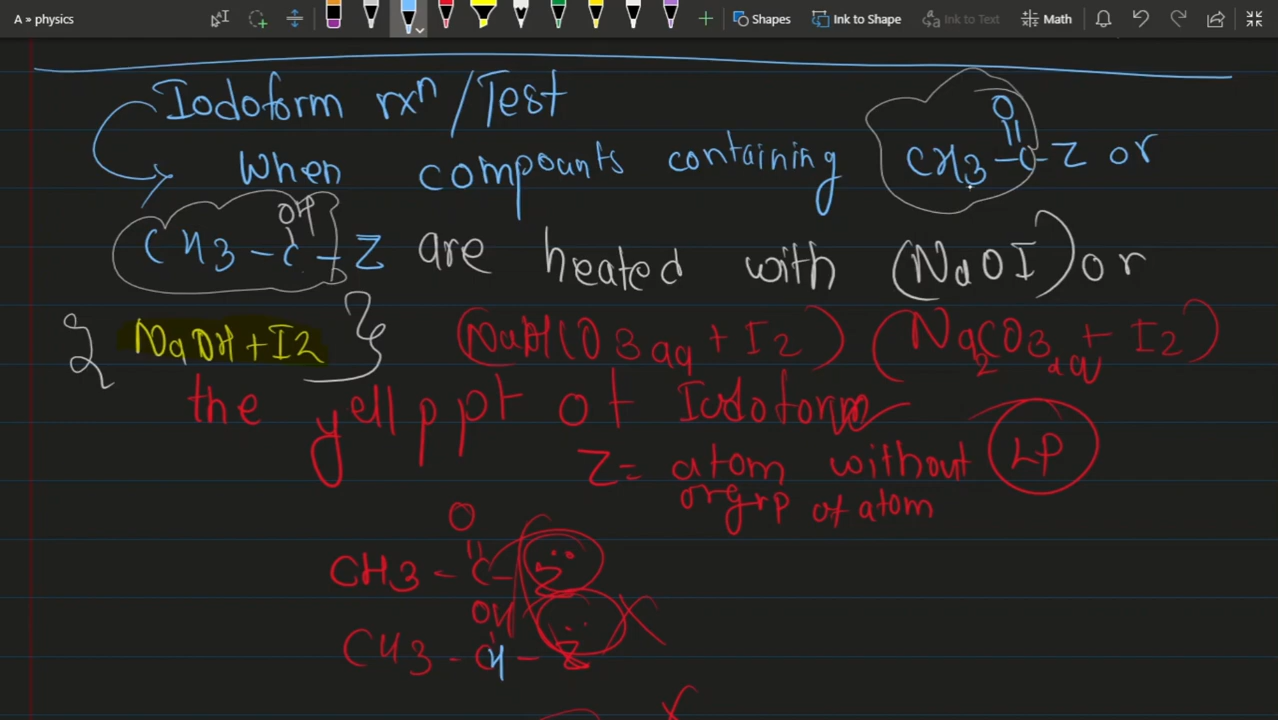 A » physics
Shapes
Ink to Shape
Ink to Text
Math
Iodoform rxn / Test
When compounts containing CH3-C-Z or
O
OH
CH3-C-Z are heated with (NaOI) or
{ NaOH+I2 } (NaHCO3 aq + I2) (Na2CO3 aq + I2)
the yell ppt of Iodoform
Z= atom without LP
or grp of atom
O
CH3-C-Z
OH
CH3-CH-Z